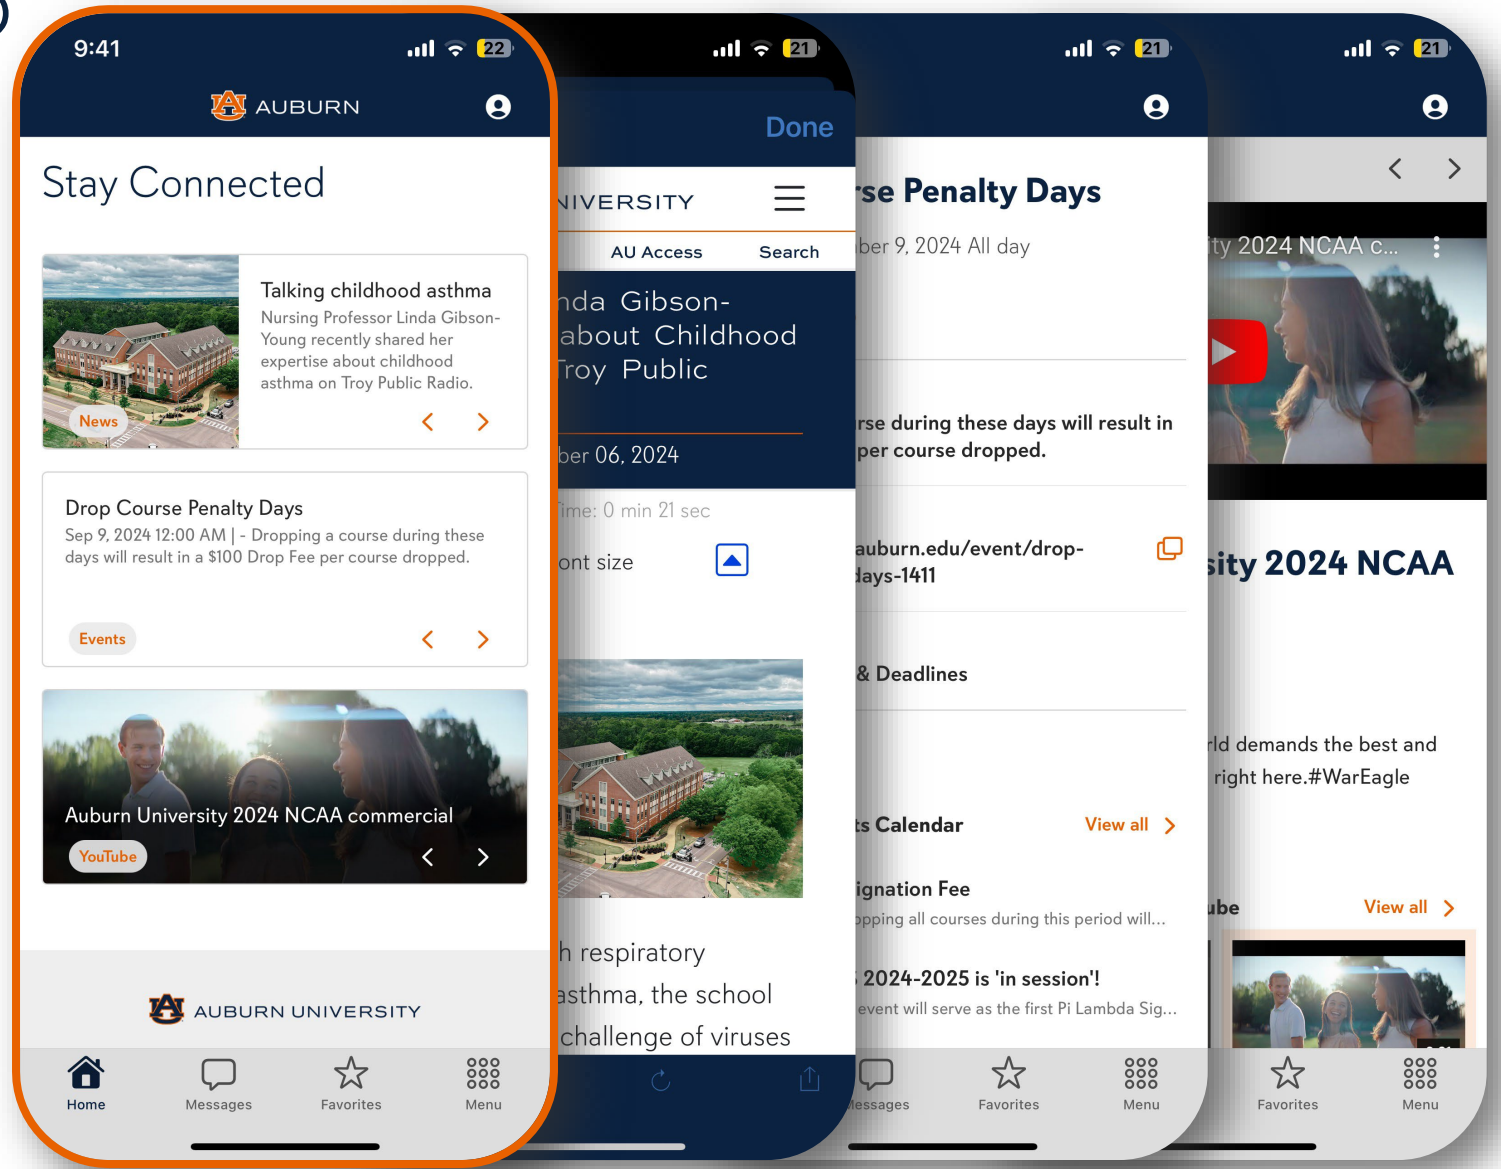 9:41
22
AUBURN
Stay Connected
Talking childhood asthma
Nursing Professor Linda Gibson-
Young recently shared her
expertise about childhood
asthma on Troy Public Radio.
News
Drop Course Penalty Days
Sep 9, 2024 12:00 AM | - Dropping a course during these
days will result in a $100 Drop Fee per course dropped.
Events
Auburn University 2024 NCAA commercial
YouTube
AUBURN UNIVERSITY
Home
Messages
Favorites
Menu
21
Done
NIVERSITY
AU Access
Search
nda Gibson-
about Childhood
Troy Public
ber 06, 2024
Time: 0 min 21 sec
ont size
h respiratory
asthma, the school
challenge of viruses
21
rse Penalty Days
ber 9, 2024 All day
rse during these days will result in
per course dropped.
auburn.edu/event/drop-
days-1411
& Deadlines
ts Calendar
View all
ignation Fee
opping all courses during this period will...
2024-2025 is 'in session'!
event will serve as the first Pi Lambda Sig...
Messages
Favorites
Menu
21
ity 2024 NCAA c...
sity 2024 NCAA
rld demands the best and
right here.#WarEagle
ube
View all
Favorites
Menu